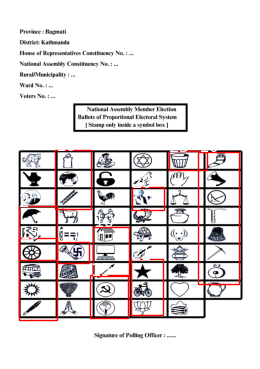 Province : Bagmati
District: Kathmandu
House of Representatives Constituency No. : ...
National Assembly Constituency No. : ...
Rural/Municipality : ...
Ward No. : ...
Voters No. : ...
National Assembly Member Election
Ballots of Proportional Electoral System
[ Stamp only inside a symbol box ]
Signature of Polling Officer : ......